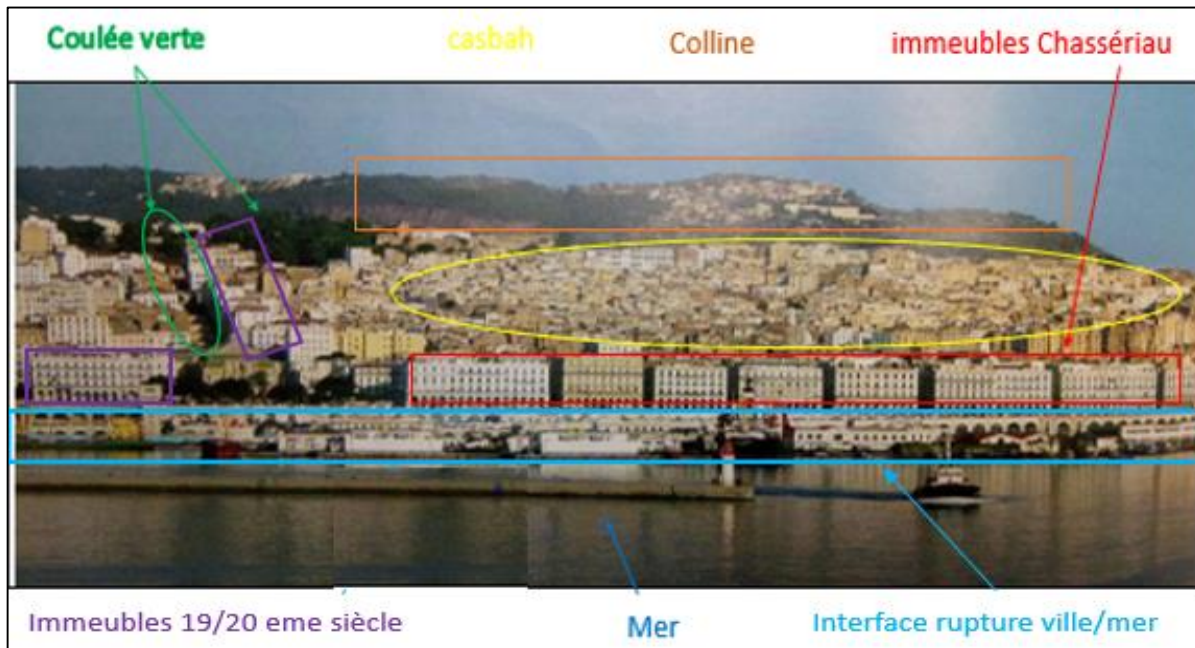 Coulée verte
casbah
Colline
immeubles Chassériau
Immeubles 19/20 eme siècle
Mer
Interface rupture ville/mer